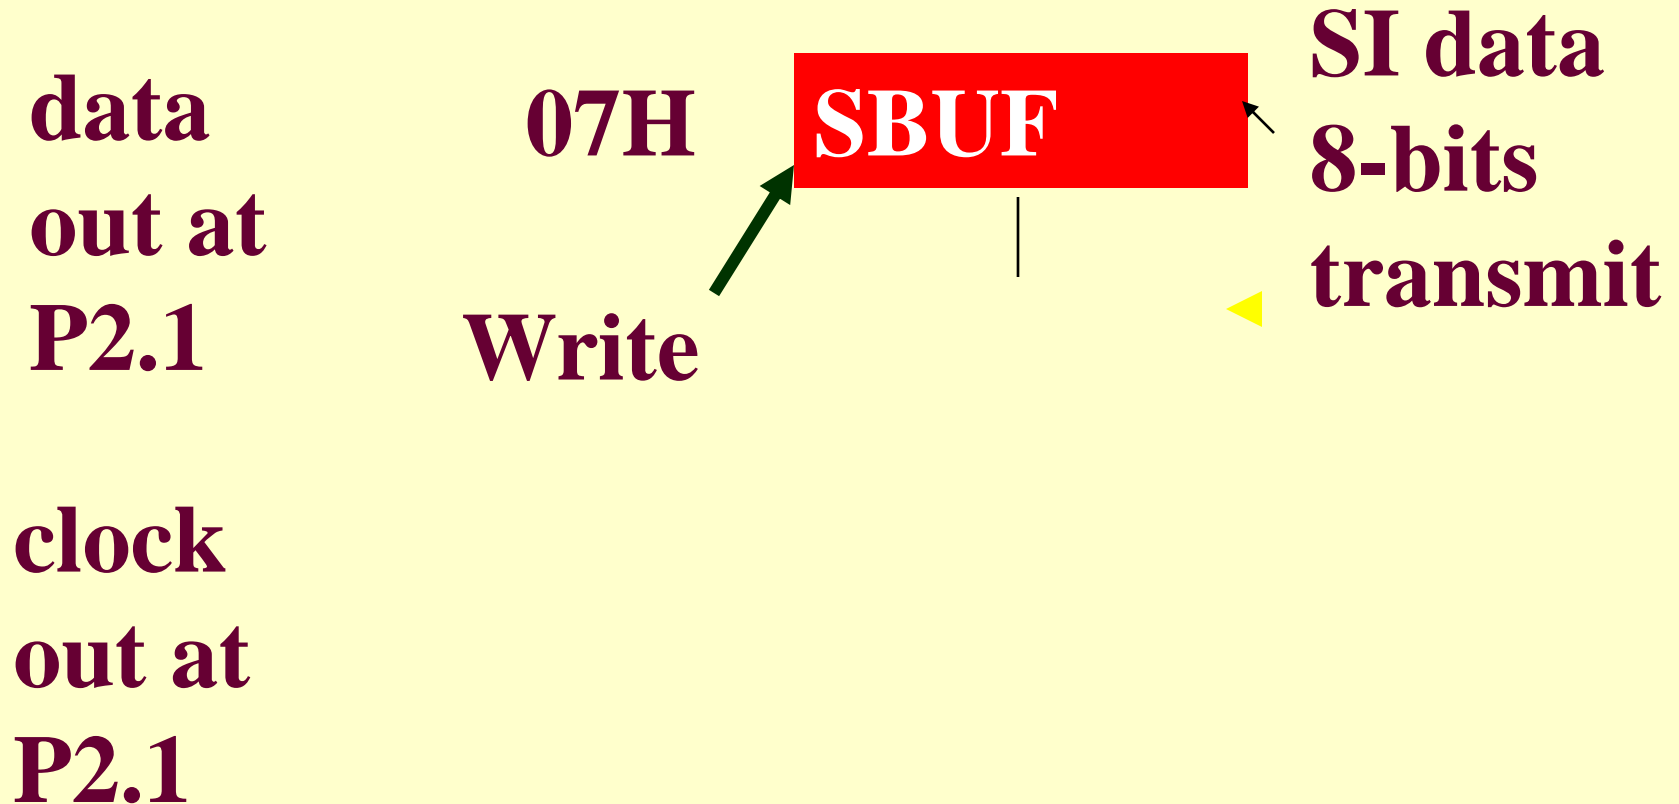 data
out at
P2.1
07H
SBUF
Write
SI data
8-bits
transmit
clock
out at
P2.1